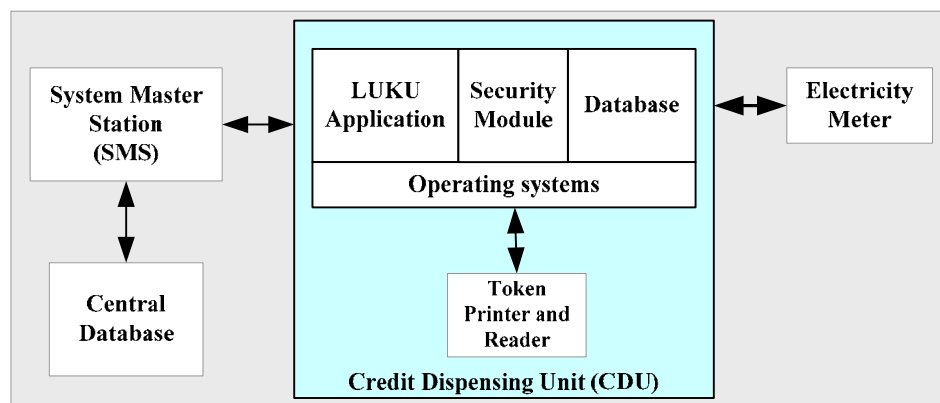 System Master
Station
(SMS)
Central
Database
LUKU
Application
Security
Module
Database
Operating systems
Token
Printer and
Reader
Credit Dispensing Unit (CDU)
Electricity
Meter